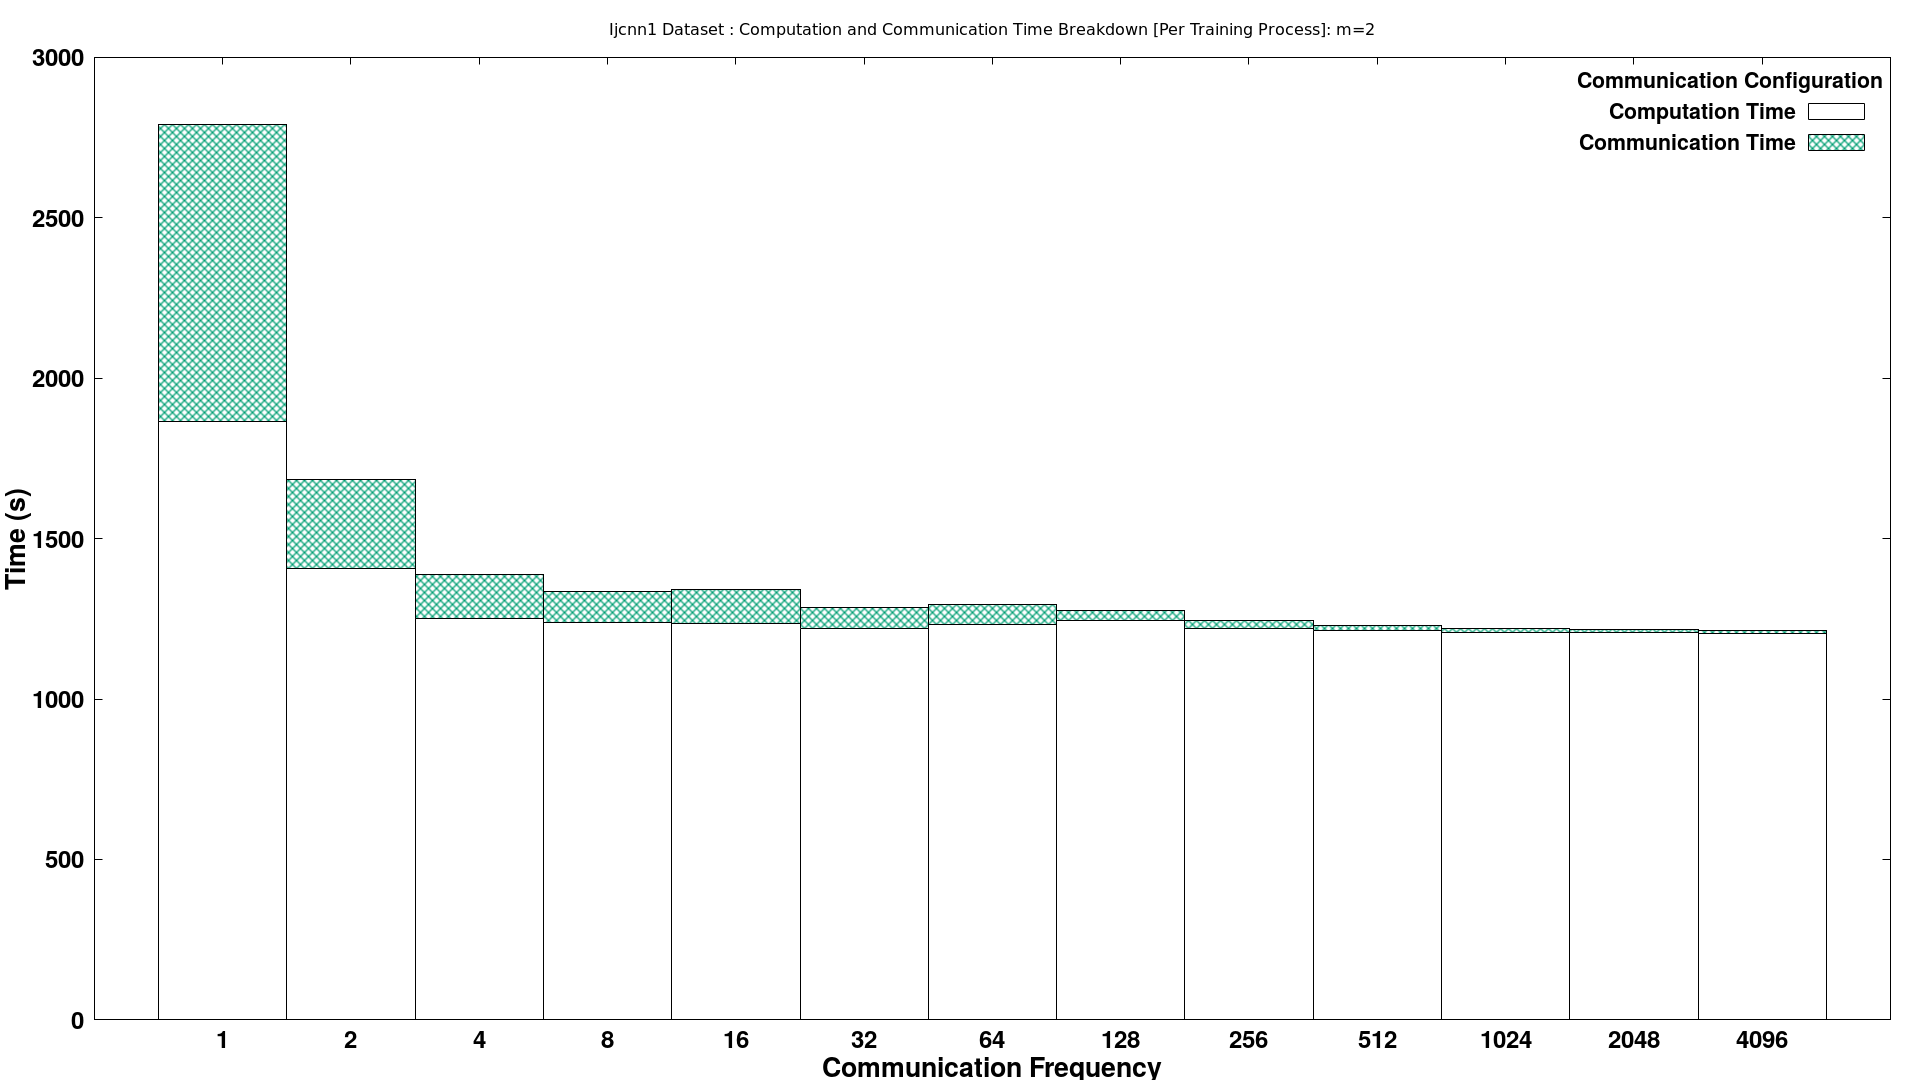 Ijcnn1 Dataset : Computation and Communication Time Breakdown [Per Training Process]: m=2
Communication Configuration
Computation Time
Communication Time
3000
2500
2000
1500
1000
500
0
Time (s)
1 2 4 8 16 32 64 128 256 512 1024 2048 4096
Communication Frequency